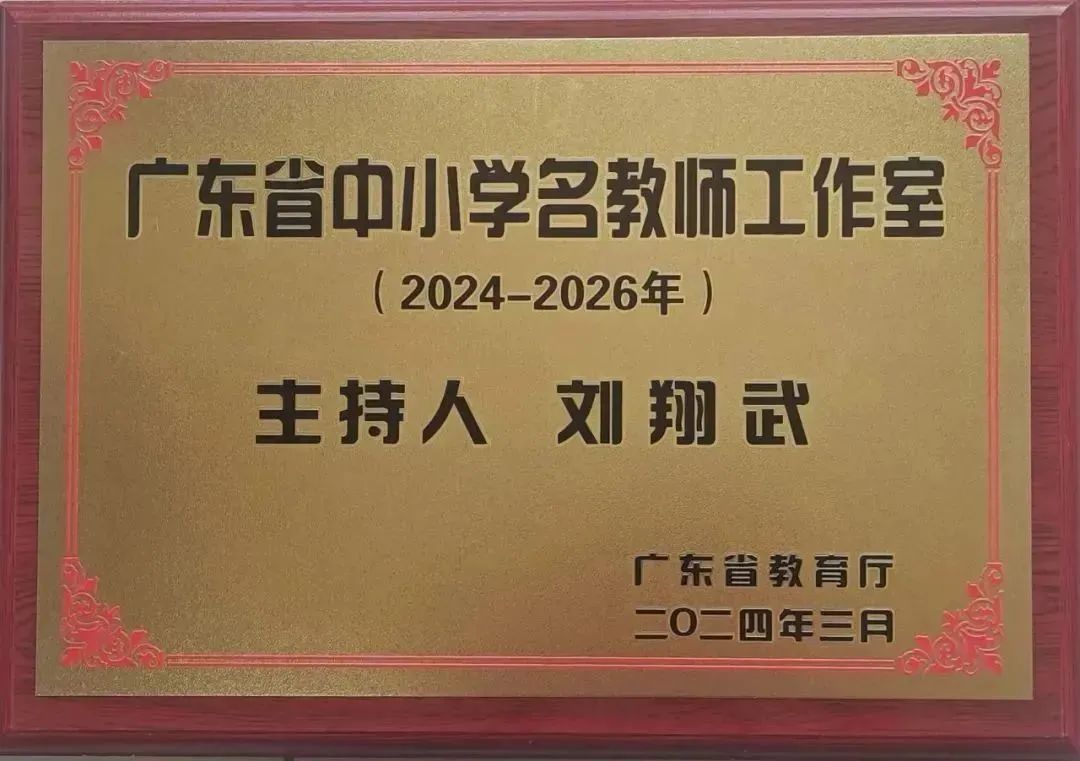 广东省中小学名教师工作室
（2024-2026年）
主持人 刘翔武
广东省教育厅
二〇二四年三月